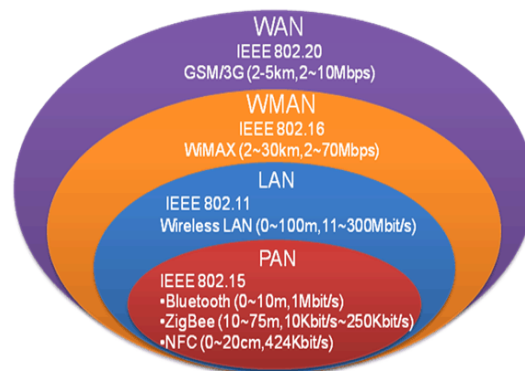 WAN
IEEE 802.20
GSM/3G (2-5km,2~10Mbps)
WMAN
IEEE 802.16
WiMAX (2~30km,2~70Mbps)
LAN
IEEE 802.11
Wireless LAN (0~100m,11~300Mbit/s)
PAN
IEEE 802.15
•Bluetooth (0~10m,1Mbit/s)
•ZigBee (10~75m,10Kbit/s~250Kbit/s)
•NFC (0~20cm,424Kbit/s)